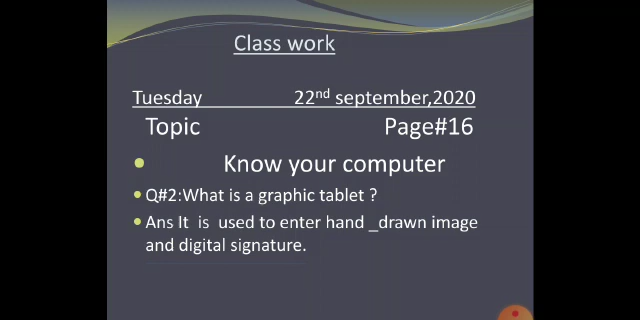 Class work
Tuesday 22nd september,2020
Topic Page#16
Know your computer
Q#2:What is a graphic tablet ?
Ans It is used to enter hand _drawn image
and digital signature.